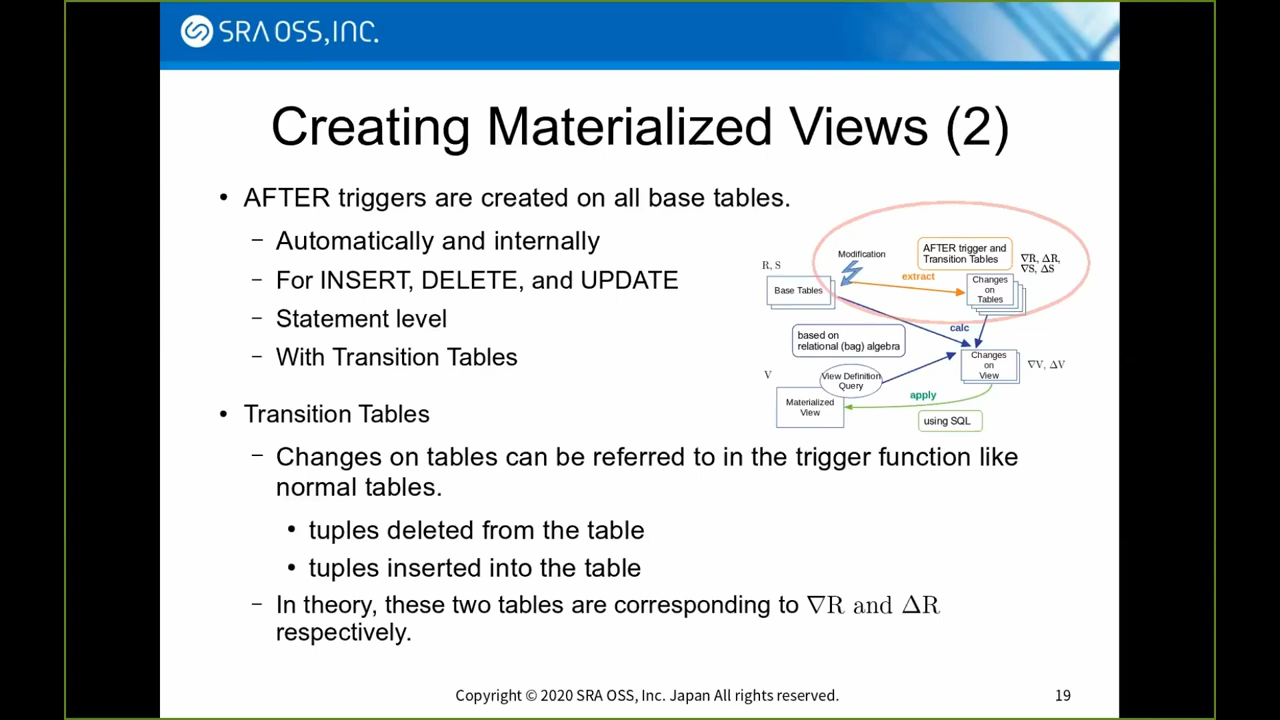 SRA OSS, INC.
Creating Materialized Views (2)
• AFTER triggers are created on all base tables.
– Automatically and internally
– For INSERT, DELETE, and UPDATE
– Statement level
– With Transition Tables
• Transition Tables
– Changes on tables can be referred to in the trigger function like
normal tables.
• tuples deleted from the table
• tuples inserted into the table
– In theory, these two tables are corresponding to ∇R and ΔR
respectively.
R, S
Base Tables
Modification
extract
AFTER trigger and
Transition Tables
∇R, ΔR,
∇S, ΔS
Changes
on
Tables
calc
based on
relational (bag) algebra
Changes
on
View
∇V, ΔV
V
View Definition
Query
Materialized
View
apply
using SQL
Copyright © 2020 SRA OSS, Inc. Japan All rights reserved.
19